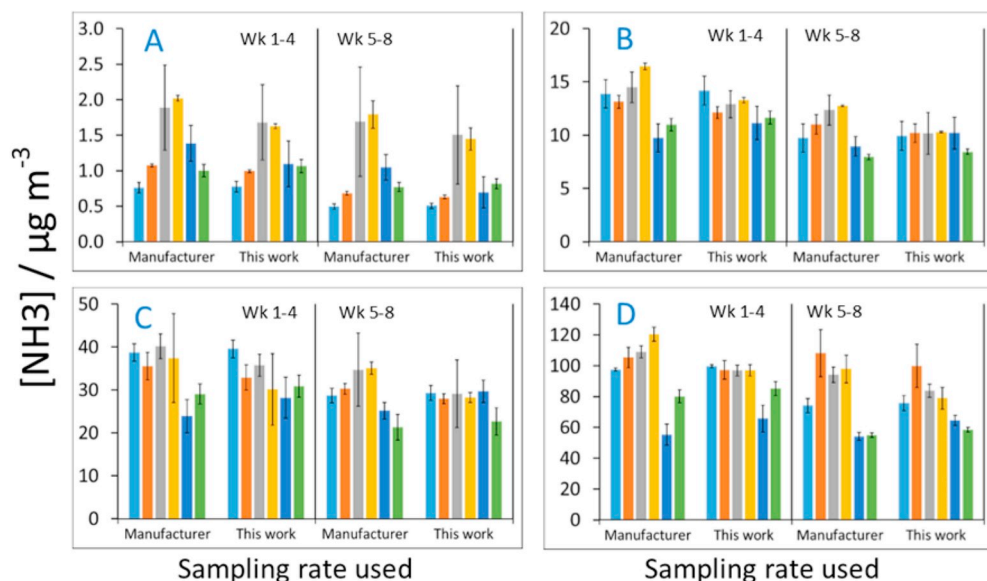 [NH3] / µg m-3
A
Wk 1-4
Wk 5-8
3.0
2.5
2.0
1.5
1.0
0.5
0.0
Manufacturer
This work
Manufacturer
This work
B
Wk 1-4
Wk 5-8
20
15
10
5
0
Manufacturer
This work
Manufacturer
This work
C
Wk 1-4
Wk 5-8
50
40
30
20
10
0
Manufacturer
This work
Manufacturer
This work
D
Wk 1-4
Wk 5-8
140
120
100
80
60
40
20
0
Manufacturer
This work
Manufacturer
This work
Sampling rate used
Sampling rate used